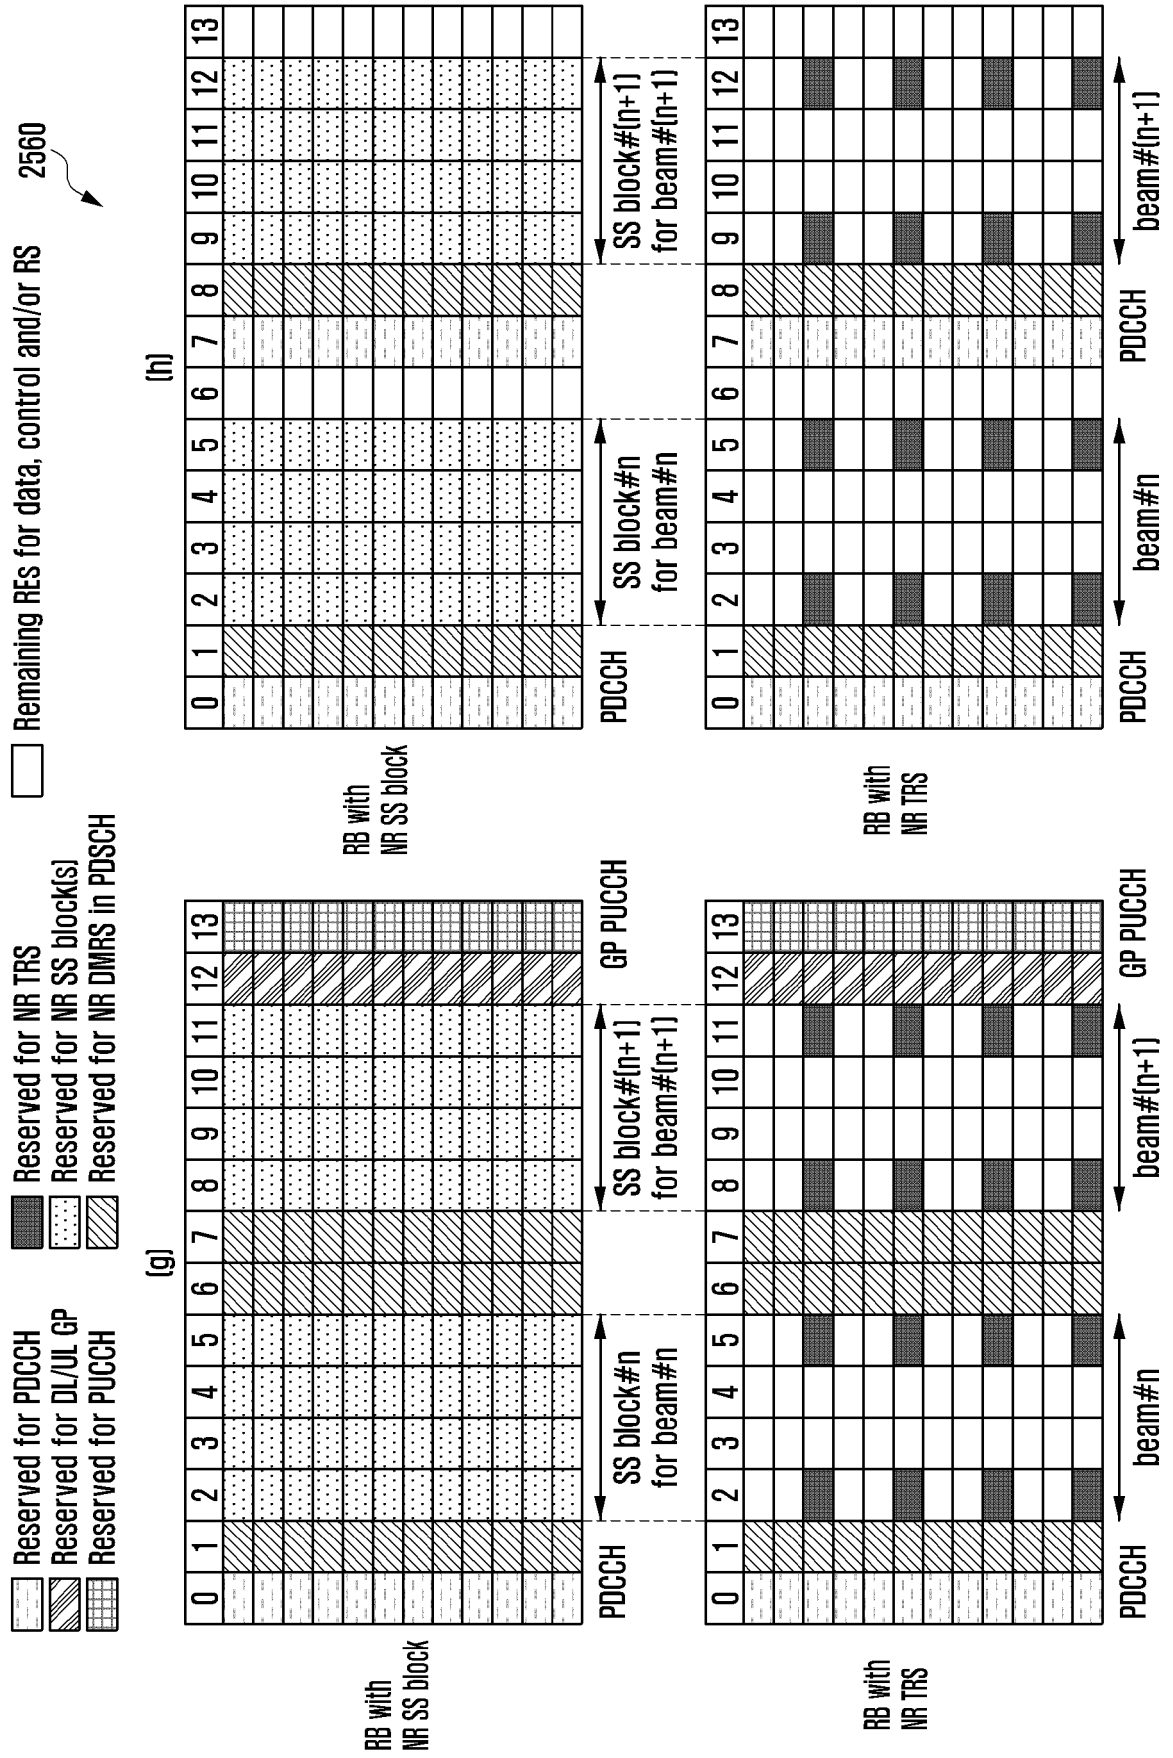 Reserved for PDCCH
Reserved for DL/UL GP
Reserved for PUCCH
Reserved for NR TRS
Reserved for NR SS block(s)
Reserved for NR DMRS in PDSCH
Remaining REs for data, control and/or RS
2560
(g)
0 1 2 3 4 5 6 7 8 9 10 11 12 13
RB with
NR SS block
PDCCH
SS block#n
for beam#n
SS block#(n+1)
for beam#(n+1)
GP PUCCH
0 1 2 3 4 5 6 7 8 9 10 11 12 13
RB with
NR TRS
PDCCH
beam#n
beam#(n+1)
GP PUCCH
(h)
0 1 2 3 4 5 6 7 8 9 10 11 12 13
RB with
NR SS block
PDCCH
SS block#n
for beam#n
SS block#(n+1)
for beam#(n+1)
0 1 2 3 4 5 6 7 8 9 10 11 12 13
RB with
NR TRS
PDCCH
beam#n
PDCCH
beam#(n+1)